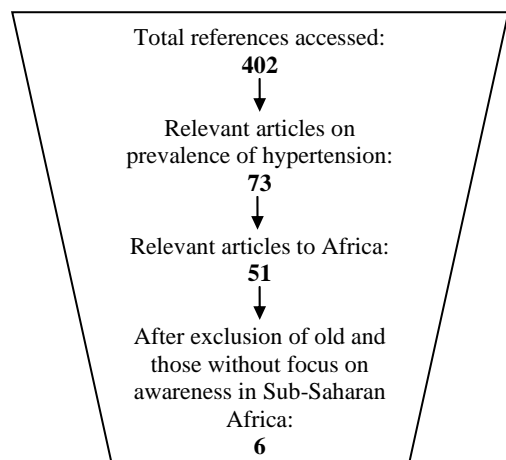 Total references accessed:
402
Relevant articles on
prevalence of hypertension:
73
Relevant articles to Africa:
51
After exclusion of old and
those without focus on
awareness in Sub-Saharan
Africa:
6